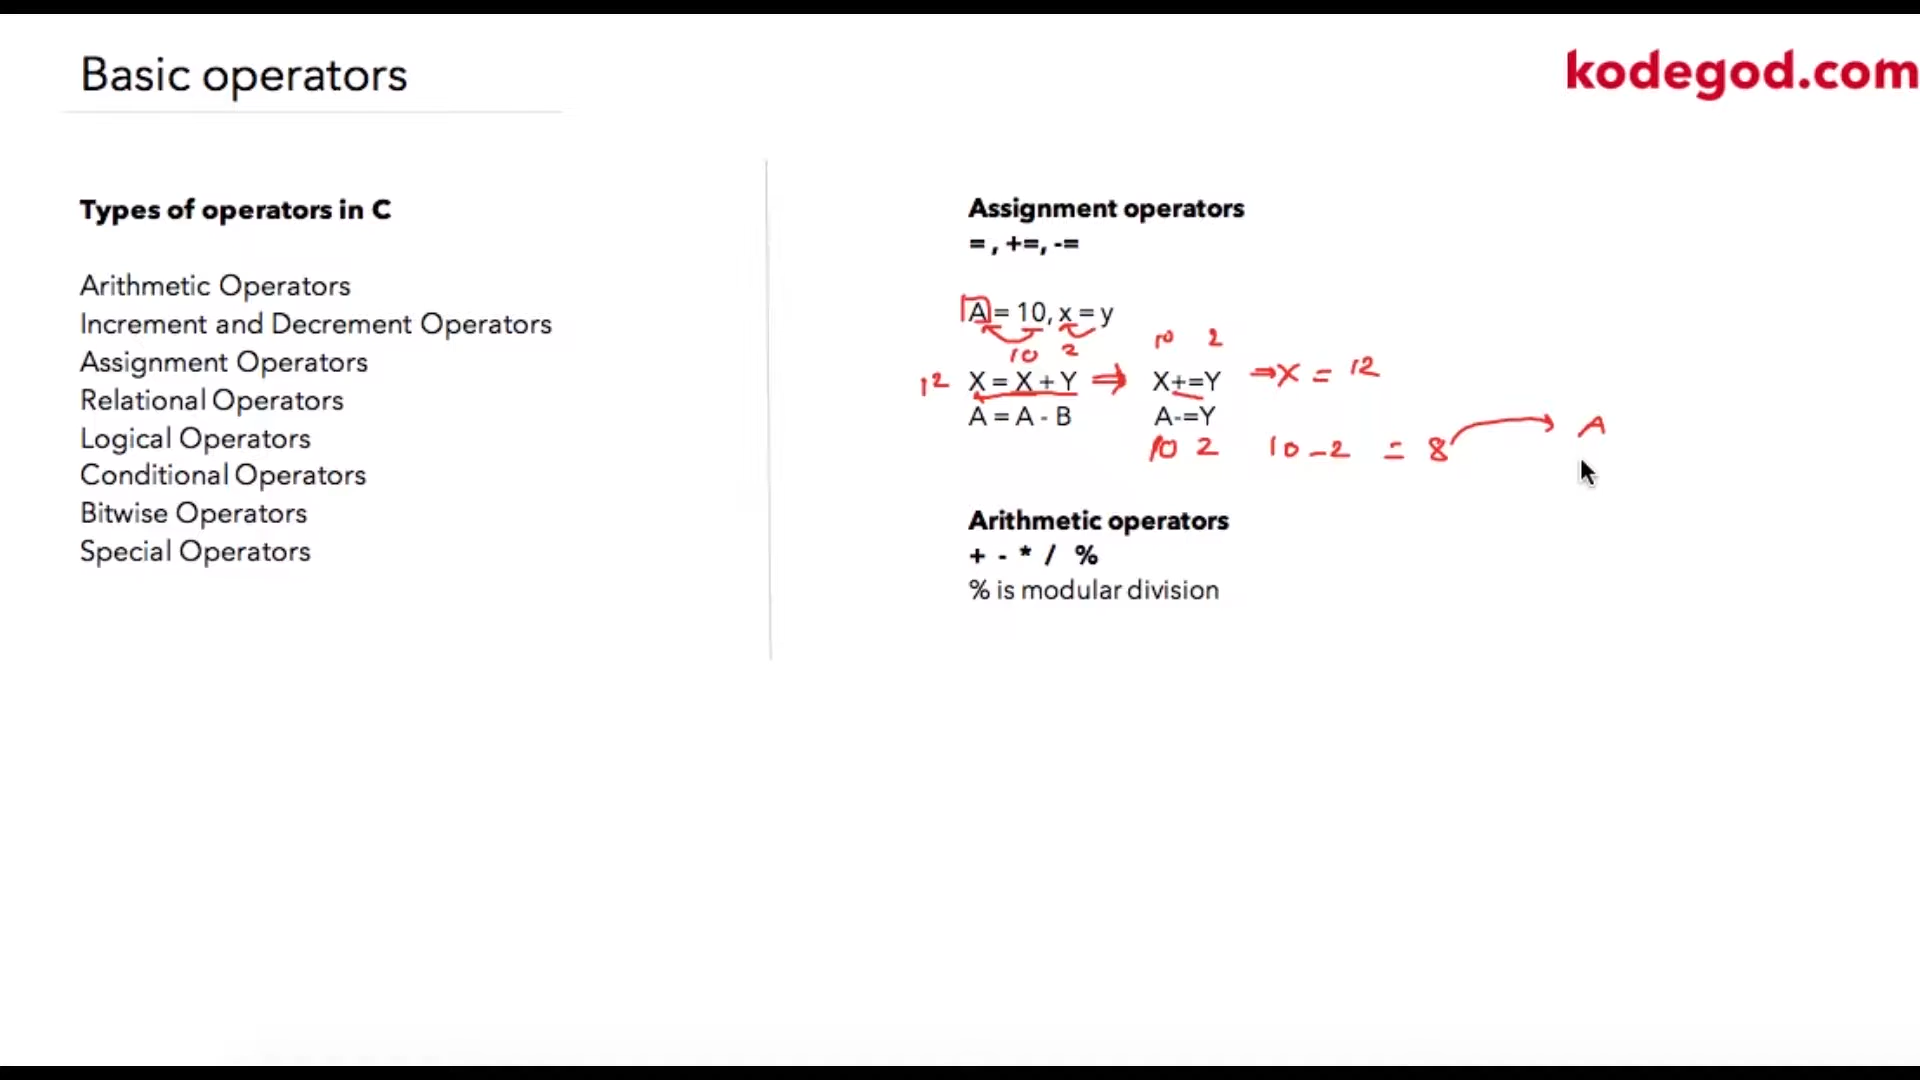 Basic operators
kodegod.com
Types of operators in C
Arithmetic Operators
Increment and Decrement Operators
Assignment Operators
Relational Operators
Logical Operators
Conditional Operators
Bitwise Operators
Special Operators
Assignment operators
= , +=, -=
A = 10, x = y
10 2 10 2
12 X = X + Y ⇒ X+=Y ⇒ X = 12
A = A - B A-=Y
10 2 10 - 2 = 8 → A
Arithmetic operators
+ - * / %
% is modular division